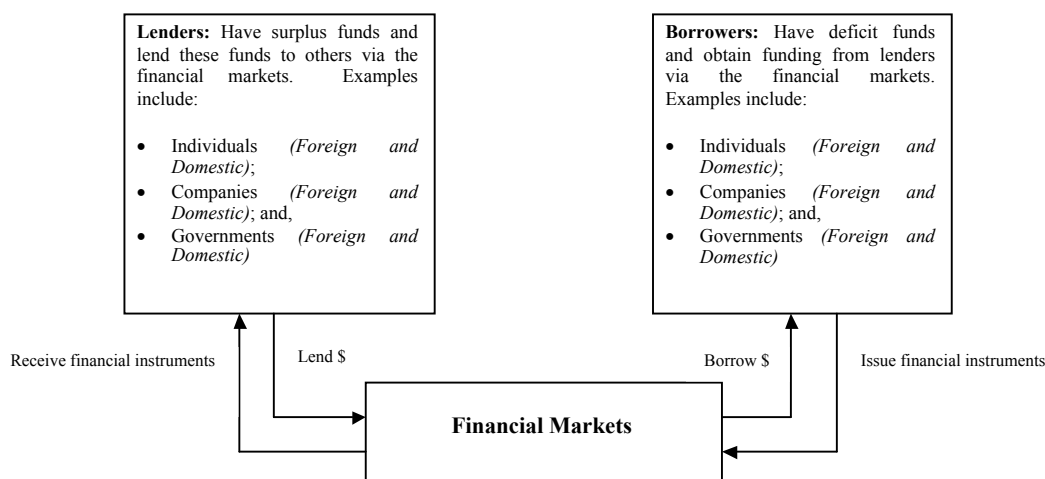 Lenders: Have surplus funds and
lend these funds to others via the
financial markets. Examples
include:
• Individuals (Foreign and
Domestic);
• Companies (Foreign and
Domestic); and,
• Governments (Foreign and
Domestic)
Borrowers: Have deficit funds
and obtain funding from lenders
via the financial markets.
Examples include:
• Individuals (Foreign and
Domestic);
• Companies (Foreign and
Domestic); and,
• Governments (Foreign and
Domestic)
Receive financial instruments
Lend $
Borrow $
Issue financial instruments
Financial Markets